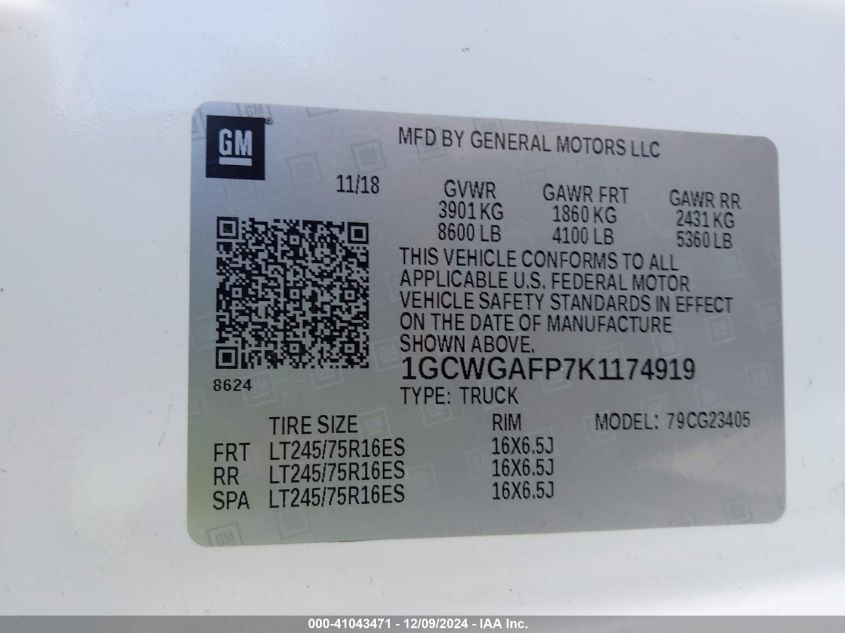 GM®
MFD BY GENERAL MOTORS LLC
11/18
GVWR GAWR FRT GAWR RR
3901 KG 1860 KG 2431 KG
8600 LB 4100 LB 5360 LB
THIS VEHICLE CONFORMS TO ALL
APPLICABLE U.S. FEDERAL MOTOR
VEHICLE SAFETY STANDARDS IN EFFECT
ON THE DATE OF MANUFACTURE
SHOWN ABOVE.
8624
1GCWGAFP7K1174919
TYPE: TRUCK
TIRE SIZE RIM MODEL: 79CG23405
FRT LT245/75R16ES 16X6.5J
RR LT245/75R16ES 16X6.5J
SPA LT245/75R16ES 16X6.5J
000-41043471 - 12/09/2024 - IAA Inc.